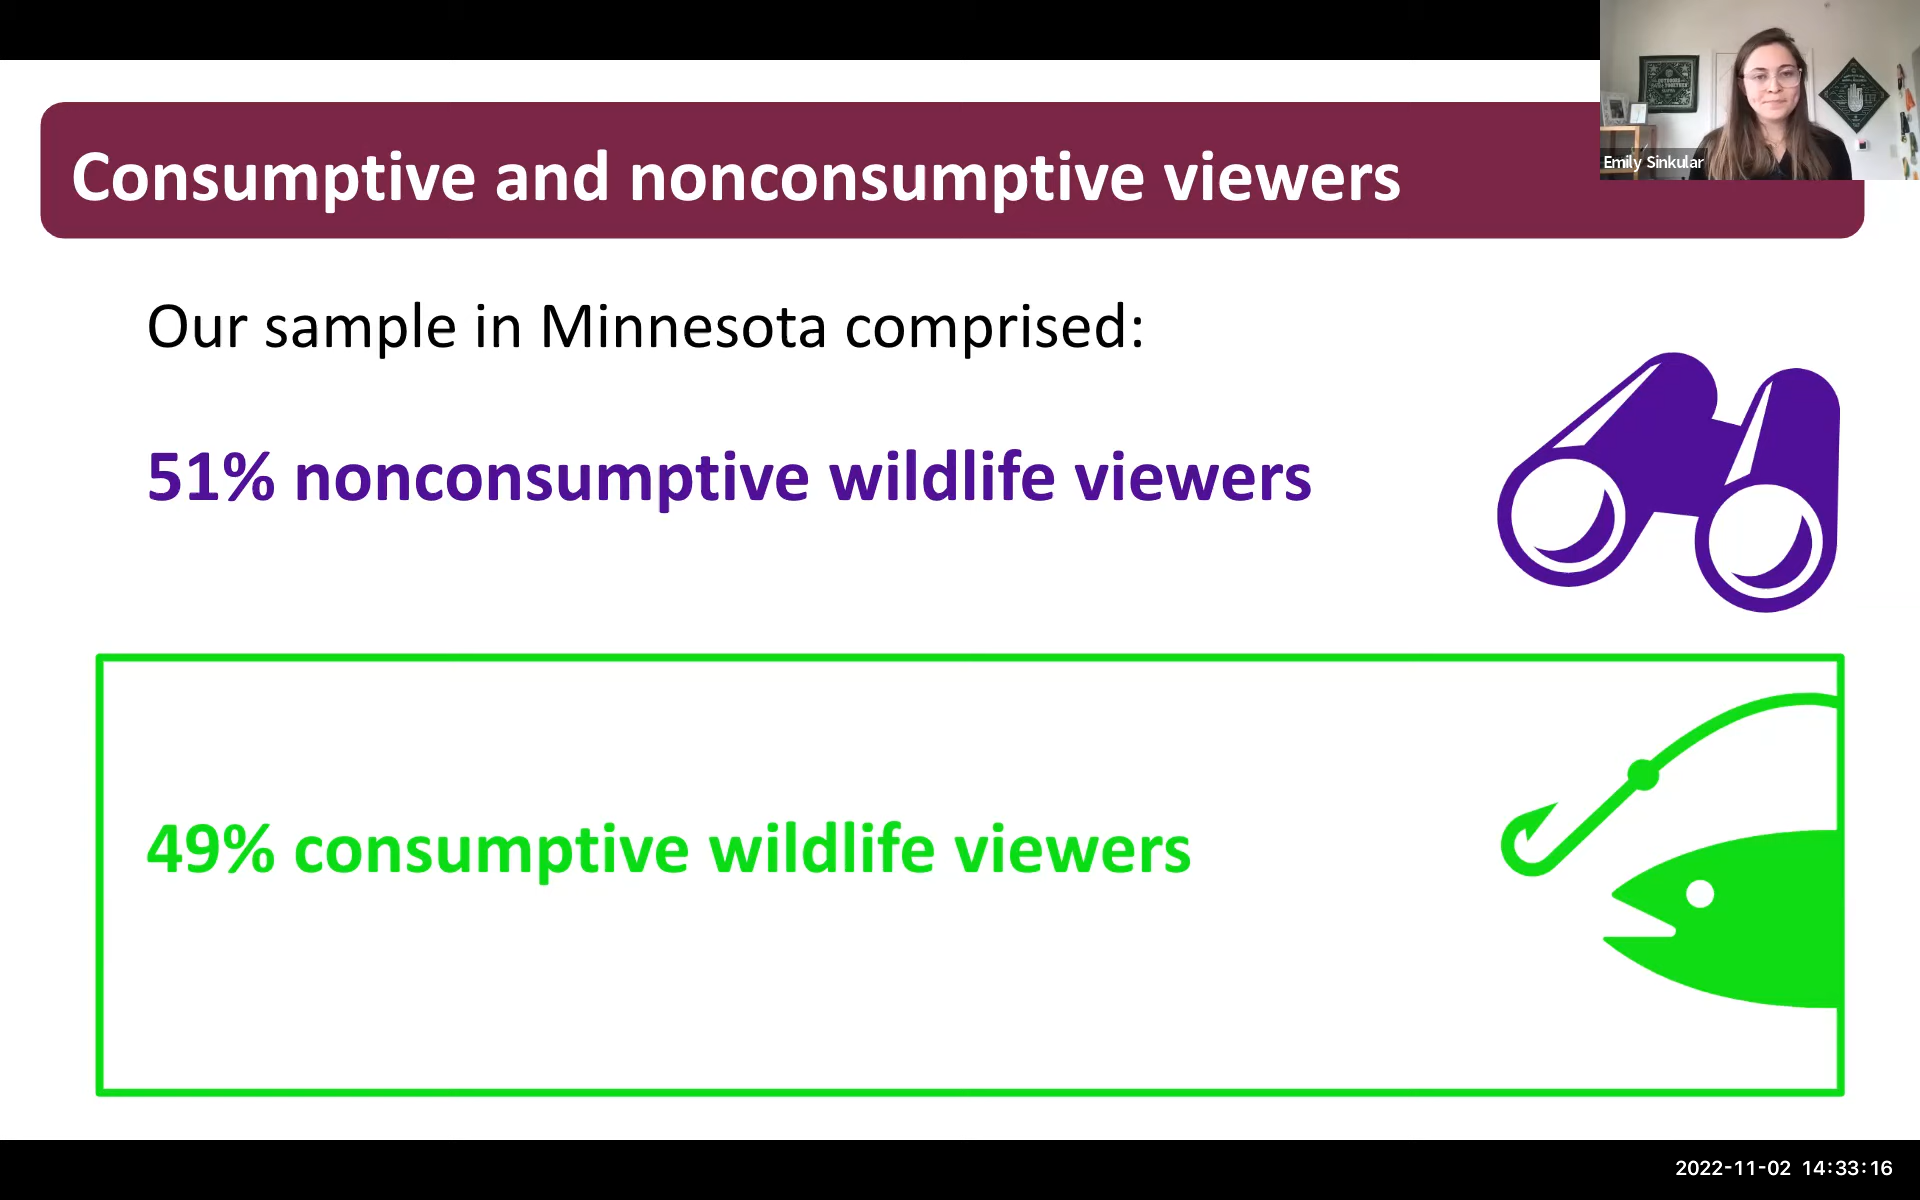 Consumptive and nonconsumptive viewers
Emily Sinkular
Our sample in Minnesota comprised:
51% nonconsumptive wildlife viewers
49% consumptive wildlife viewers
2022-11-02 14:33:16